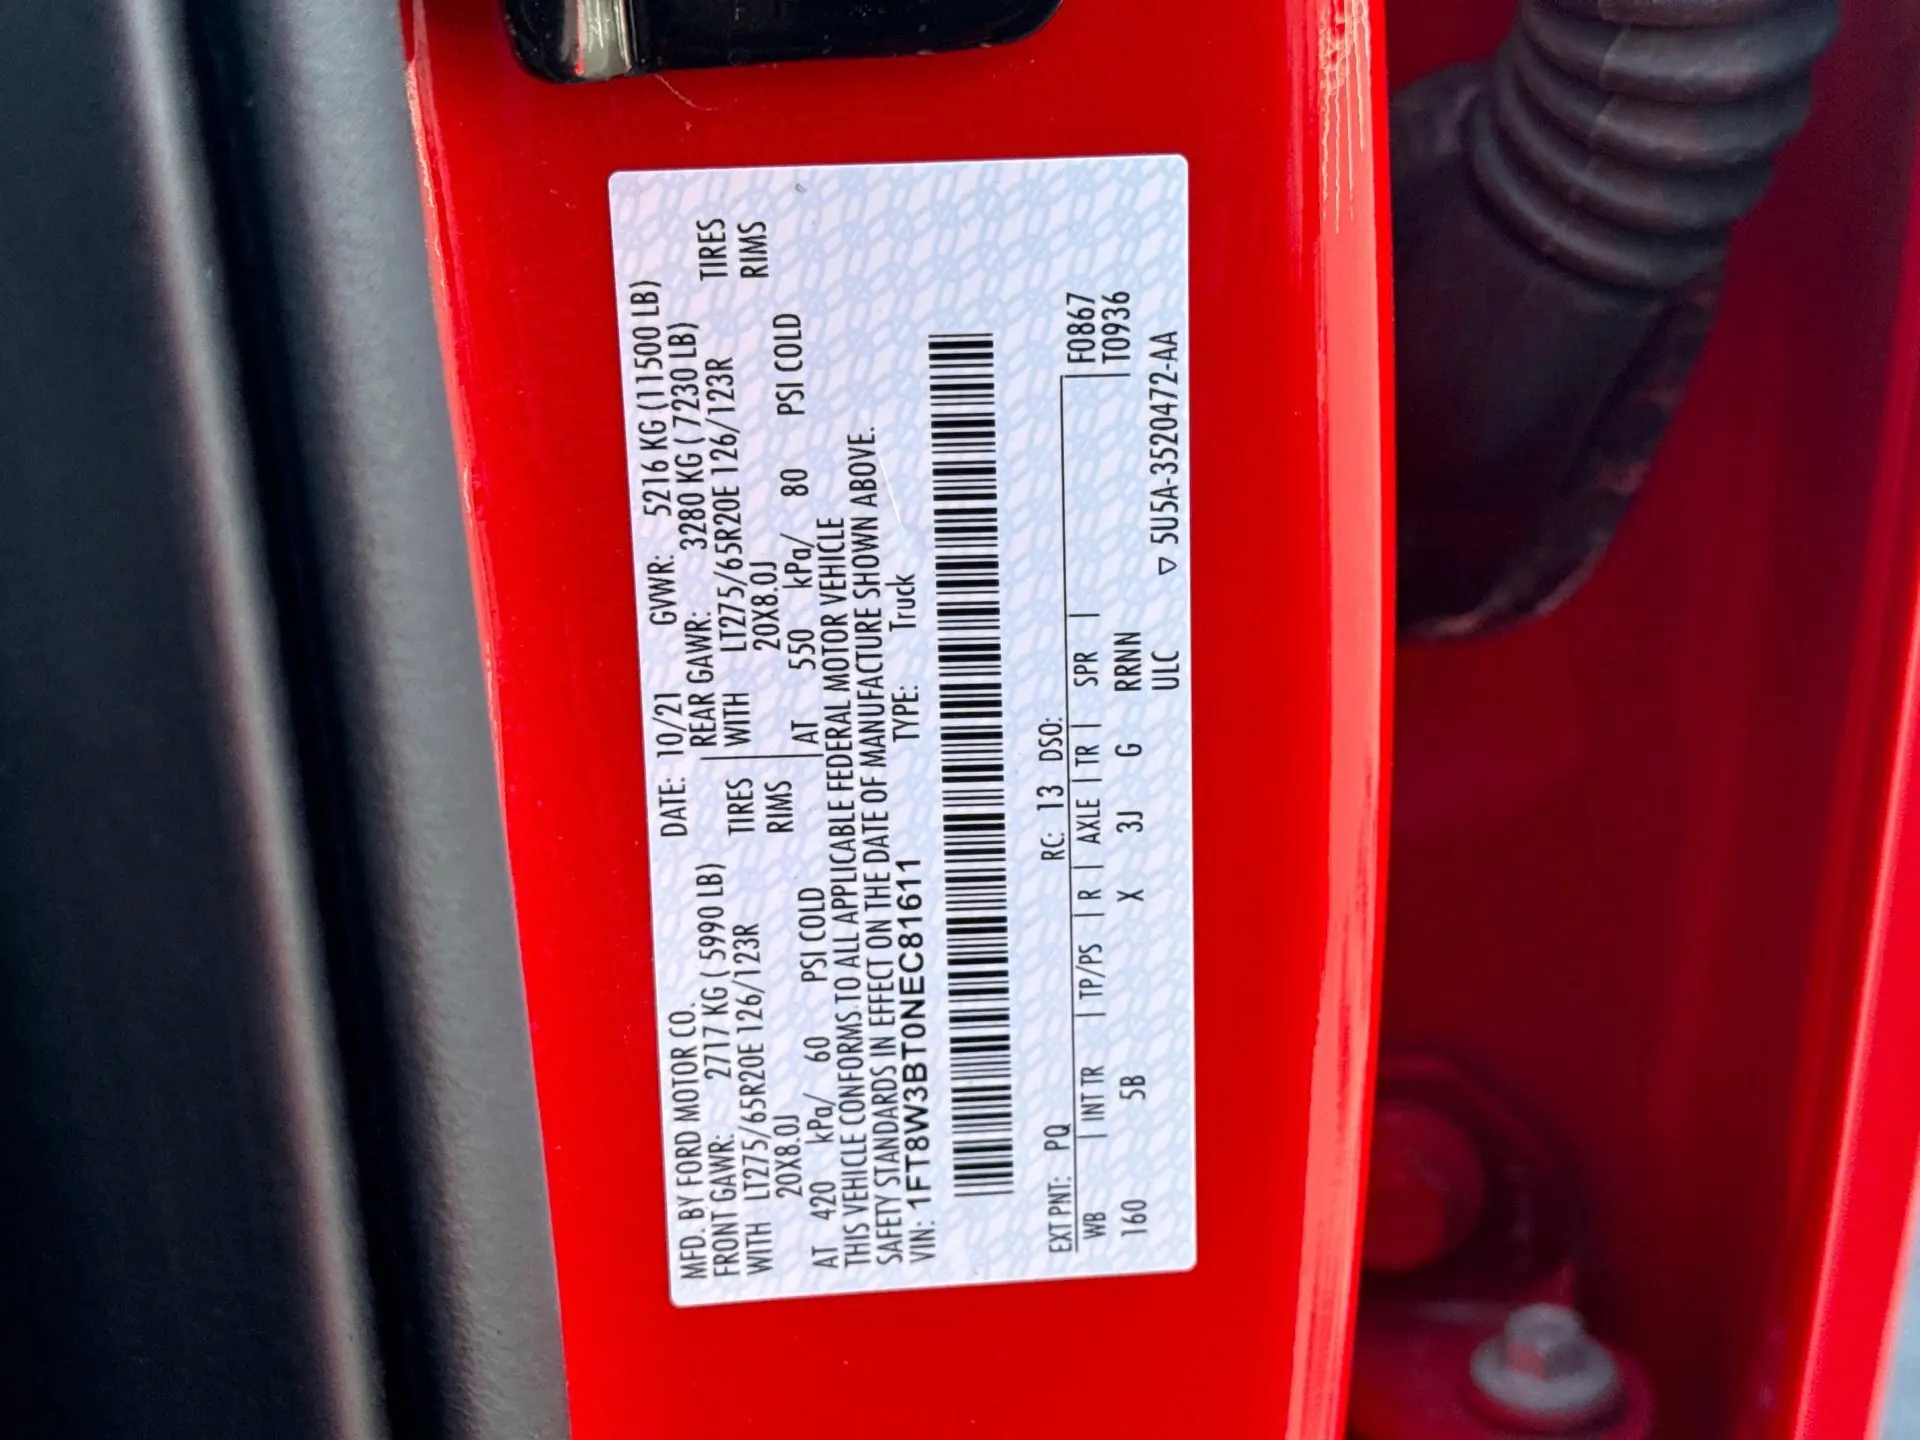 MFD. BY FORD MOTOR CO. DATE: 10/21 GVWR: 5216 KG (11500 LB)
FRONT GAWR: 2717 KG ( 5990 LB) REAR GAWR: 3280 KG ( 7230 LB)
WITH LT275/65R20E 126/123R TIRES WITH LT275/65R20E 126/123R TIRES
20X8.0J RIMS 20X8.0J RIMS
AT 420 kPa/ 60 PSI COLD AT 550 kPa/ 80 PSI COLD
THIS VEHICLE CONFORMS TO ALL APPLICABLE FEDERAL MOTOR VEHICLE
SAFETY STANDARDS IN EFFECT ON THE DATE OF MANUFACTURE SHOWN ABOVE.
VIN: 1FT8W3BT0NEC81611 TYPE: Truck
EXT PNT: PQ RC: 13 DSO: F0867
WB | INT TR | TP/PS | R | AXLE | TR | SPR | T0936
160 5B X 3J G RRNN
ULC ▽ 5U5A-3520472-AA